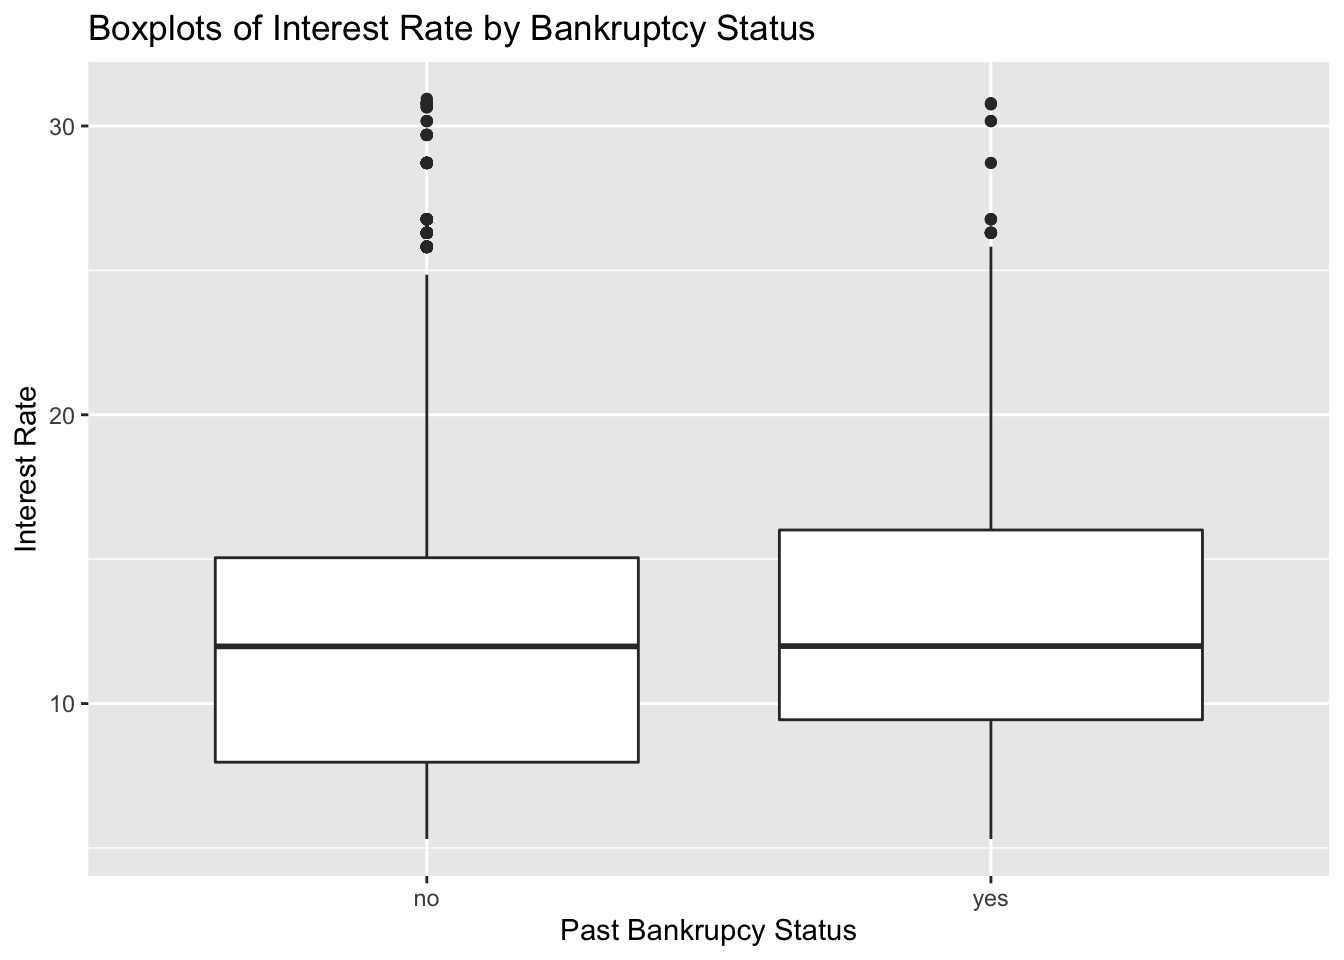 Boxplots of Interest Rate by Bankruptcy Status
Interest Rate
30
20
10
no yes
Past Bankrupcy Status